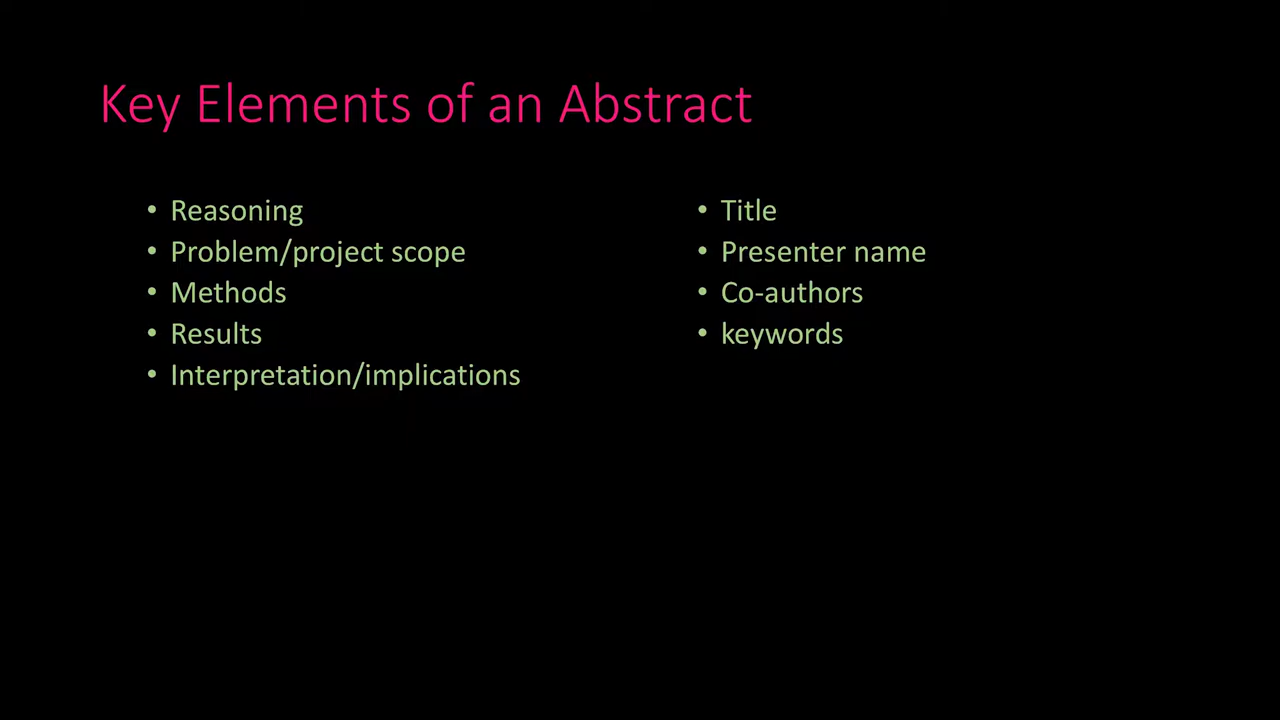 Key Elements of an Abstract
• Reasoning
• Problem/project scope
• Methods
• Results
• Interpretation/implications
• Title
• Presenter name
• Co-authors
• keywords